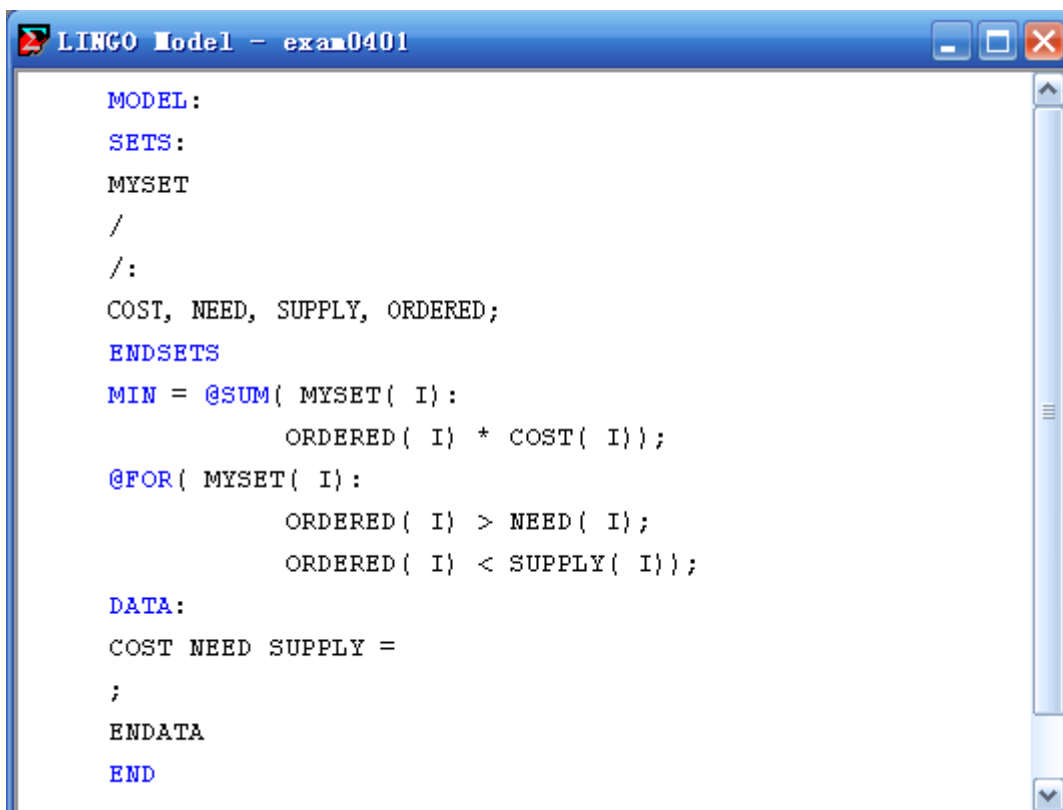 LINGO Model - exam0401
MODEL:
SETS:
MYSET
/
/:
COST, NEED, SUPPLY, ORDERED;
ENDSETS
MIN = @SUM( MYSET( I):
ORDERED( I) * COST( I));
@FOR( MYSET( I):
ORDERED( I) > NEED( I);
ORDERED( I) < SUPPLY( I));
DATA:
COST NEED SUPPLY =
;
ENDATA
END